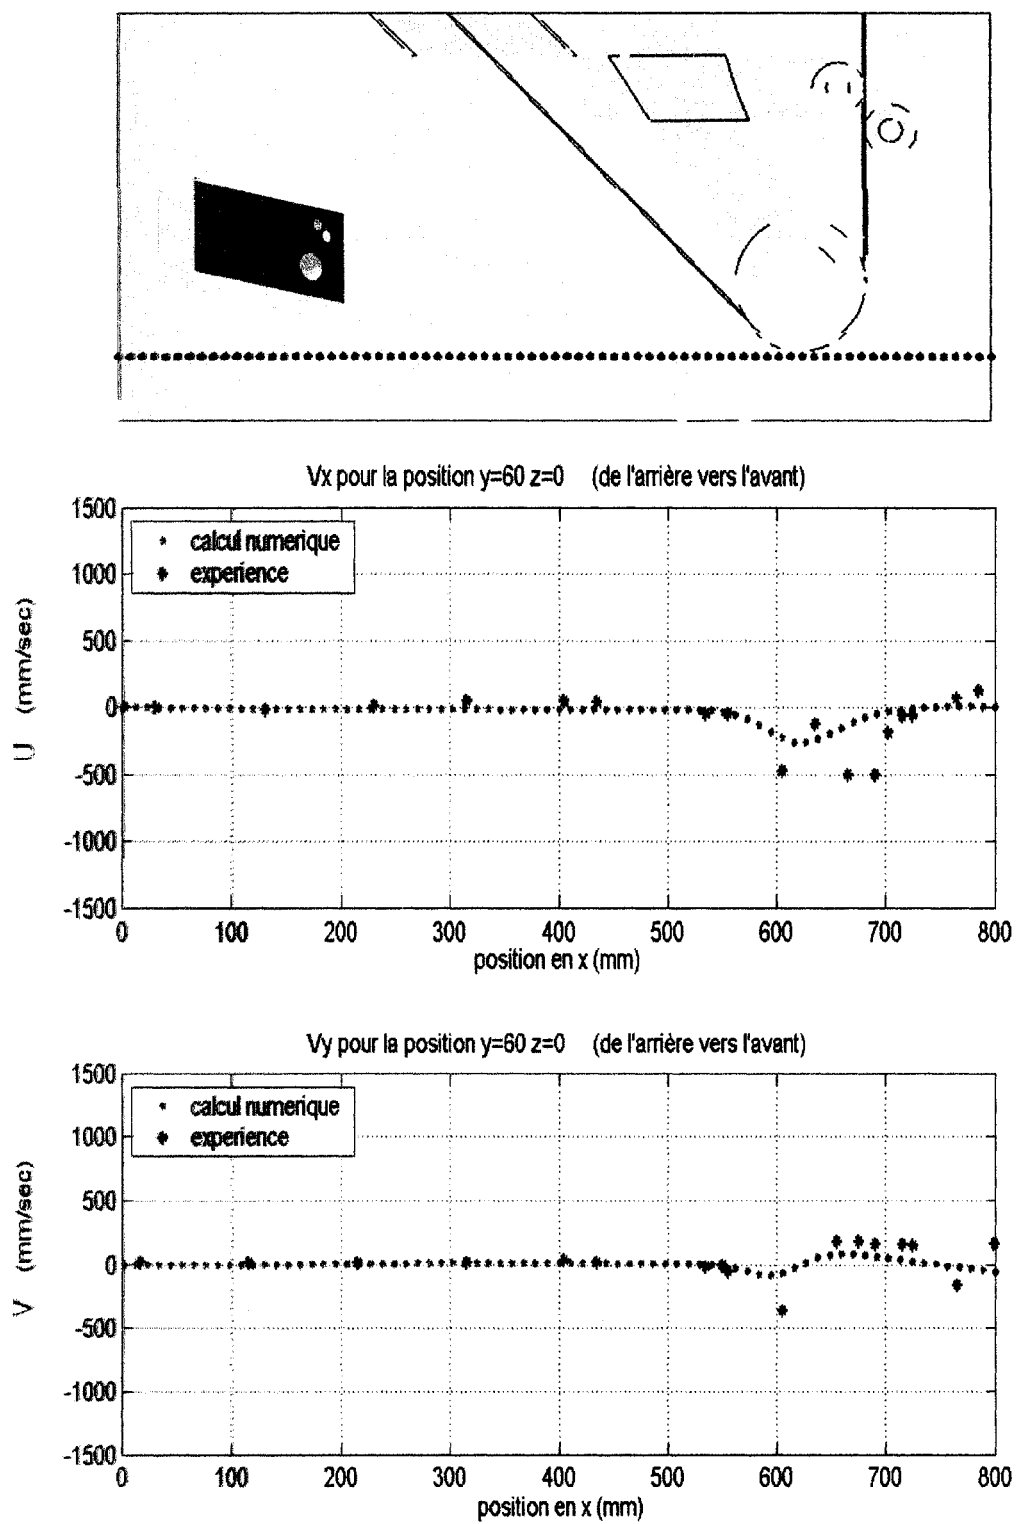 Vx pour la position y=60 z=0 (de l'arrière vers l'avant)
1500
1000
500
0
-500
-1000
-1500
U (mm/sec)
calcul numerique
experience
0 100 200 300 400 500 600 700 800
position en x (mm)
Vy pour la position y=60 z=0 (de l'arrière vers l'avant)
1500
1000
500
0
-500
-1000
-1500
V (mm/sec)
calcul numerique
experience
0 100 200 300 400 500 600 700 800
position en x (mm)